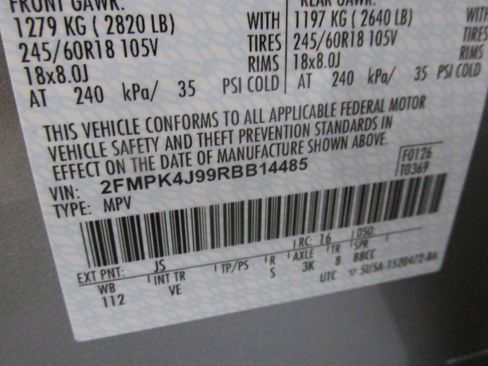 FRONT GAWR: REAR GAWR:
1279 KG ( 2820 LB) WITH 1197 KG ( 2640 LB) WITH
245/60R18 105V TIRES 245/60R18 105V TIRES
18x8.0J RIMS 18x8.0J RIMS
AT 240 kPa/ 35 PSI COLD AT 240 kPa/ 35 PSI COLD
THIS VEHICLE CONFORMS TO ALL APPLICABLE FEDERAL MOTOR
VEHICLE SAFETY AND THEFT PREVENTION STANDARDS IN
EFFECT ON THE DATE OF MANUFACTURE SHOWN ABOVE.
VIN: 2FMPK4J99RBB14485 F0126
TYPE: MPV T0369
EXT PNT: JS RC: 16 DSO:
WB INT TR TP/PS R AXLE TR SPR
112 VE S 3K 8 BBCC
UTC